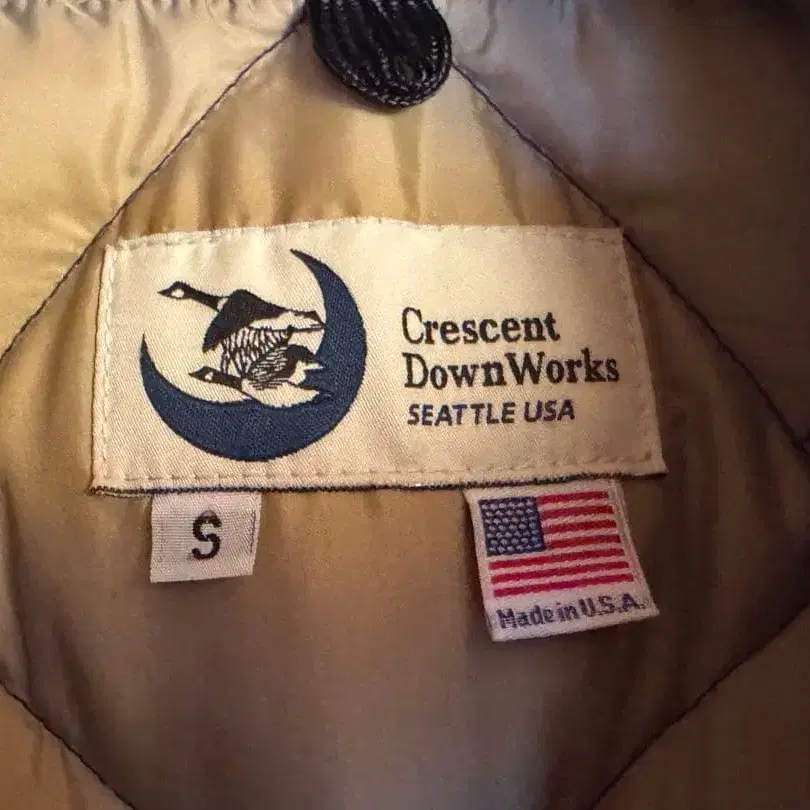 Crescent
DownWorks
SEATTLE USA
S
Made in U.S.A.